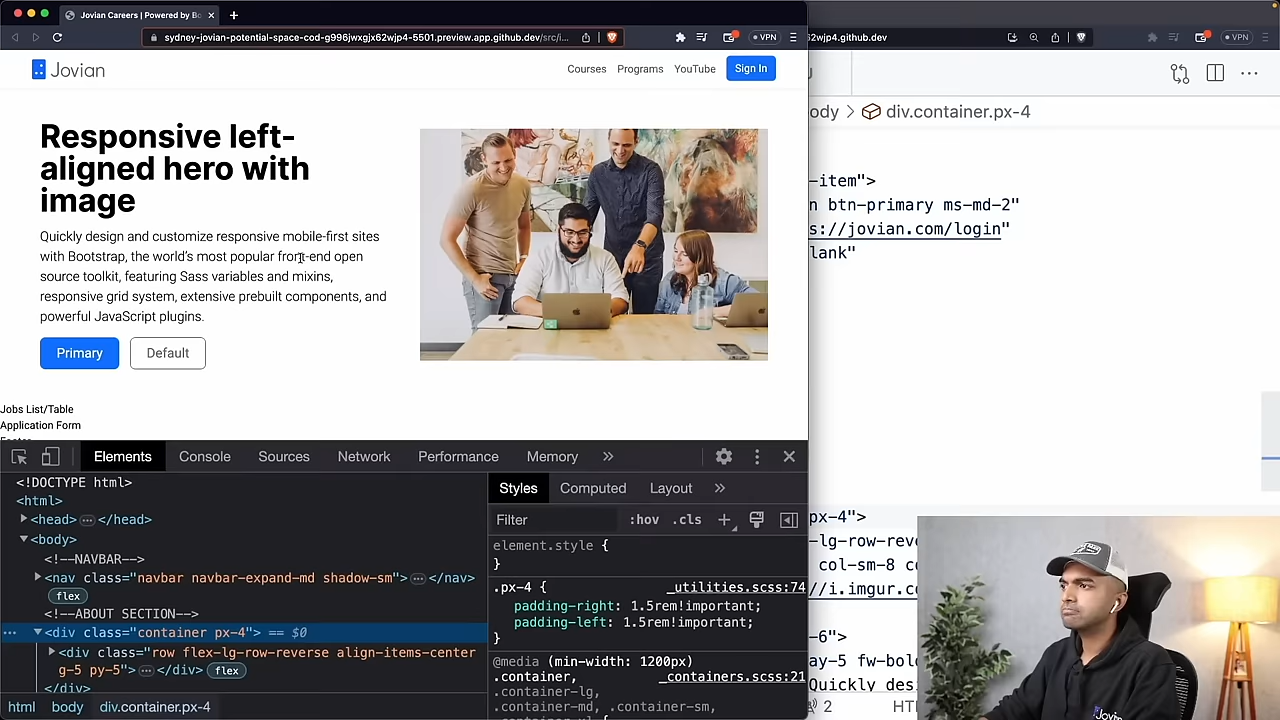 Jovian Careers | Powered by Bo
sydney-jovian-potential-space-cod-g996jwxgjx62wjp4-5501.preview.app.github.dev/src/i...
VPN
62wjp4.github.dev
VPN
Jovian
Courses
Programs
YouTube
Sign In
Responsive left-
aligned hero with
image
Quickly design and customize responsive mobile-first sites
with Bootstrap, the world's most popular front-end open
source toolkit, featuring Sass variables and mixins,
responsive grid system, extensive prebuilt components, and
powerful JavaScript plugins.
Primary
Default
Jobs List/Table
Application Form
Footer
Elements
Console
Sources
Network
Performance
Memory
<!DOCTYPE html>
<html>
<head>…</head>
<body>
<!--NAVBAR-->
<nav class="navbar navbar-expand-md shadow-sm">…</nav>
flex
<!--ABOUT SECTION-->
<div class="container px-4"> == $0
<div class="row flex-lg-row-reverse align-items-center
g-5 py-5">…</div>
flex
</div>
html
body
div.container.px-4
Styles
Computed
Layout
Filter
:hov
.cls
element.style {
}
.px-4 {
_utilities.scss:74
padding-right: 1.5rem!important;
padding-left: 1.5rem!important;
}
@media (min-width: 1200px)
.container,
_containers.scss:21
.container-lg,
.container-md, .container-sm,
ody > div.container.px-4
-item">
n btn-primary ms-md-2"
s://jovian.com/login"
lank"
px-4">
-lg-row-reve
col-sm-8 co
//i.imgur.co
-6">
ay-5 fw-bol
Quickly des
2
HT
Jovian